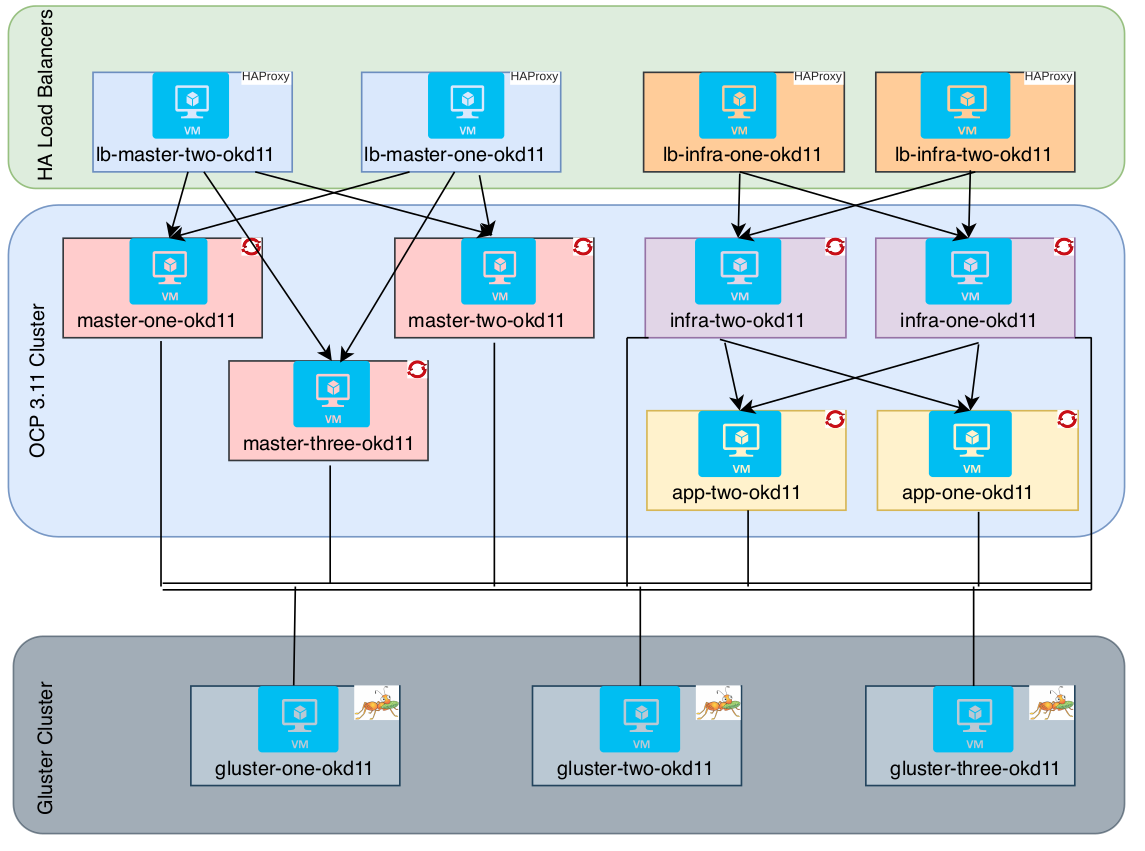 HA Load Balancers
HAProxy
VM
lb-master-two-okd11
HAProxy
VM
lb-master-one-okd11
HAProxy
VM
lb-infra-one-okd11
HAProxy
VM
lb-infra-two-okd11
OCP 3.11 Cluster
VM
master-one-okd11
VM
master-two-okd11
VM
infra-two-okd11
VM
infra-one-okd11
VM
master-three-okd11
VM
app-two-okd11
VM
app-one-okd11
Gluster Cluster
VM
gluster-one-okd11
VM
gluster-two-okd11
VM
gluster-three-okd11